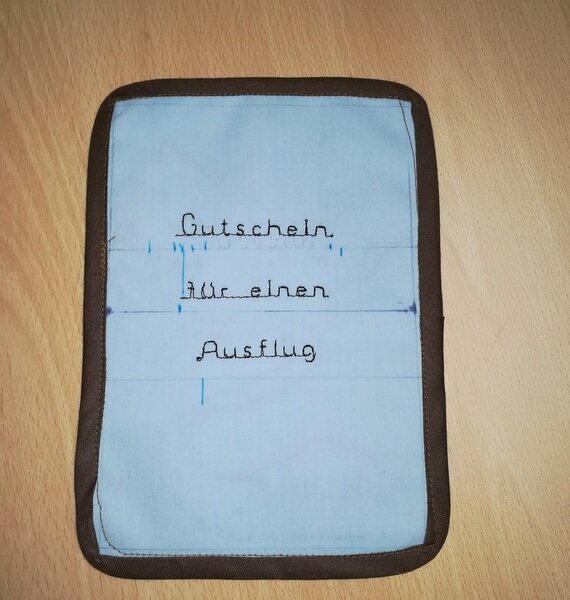 Gutschein
für einen
Ausflug